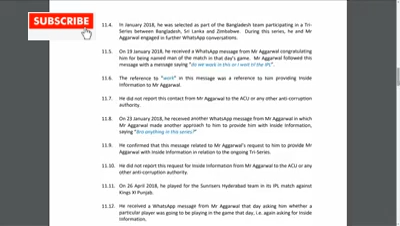 SUBSCRIBE
11.4. In January 2018, he was selected as part of the Bangladesh team participating in a Tri-
Series between Bangladesh, Sri Lanka and Zimbabwe. During this series, he and Mr
Aggarwal engaged in further WhatsApp conversations.
11.5. On 19 January 2018, he received a WhatsApp message from Mr Aggarwal congratulating
him for being named man of the match in that day's game. Mr Aggarwal followed this
message with a message saying "do we work in this or I wait til the IPL".
11.6. The reference to "work" in this message was a reference to him providing Inside
Information to Mr Aggarwal.
11.7. He did not report this contact from Mr Aggarwal to the ACU or any other anti-corruption
authority.
11.8. On 23 January 2018, he received another WhatsApp message from Mr Aggarwal in which
Mr Aggarwal made another approach to him to provide him with Inside Information,
saying "Bro anything in this series?"
11.9. He confirmed that this message related to Mr Aggarwal's request to him to provide Mr
Aggarwal with Inside Information in relation to the ongoing Tri-Series.
11.10. He did not report this request for Inside Information from Mr Aggarwal to the ACU or any
other anti-corruption authority.
11.11. On 26 April 2018, he played for the Sunrisers Hyderabad team in its IPL match against
Kings XI Punjab.
11.12. He received a WhatsApp message from Mr Aggarwal that day asking him whether a
particular player was going to be playing in the game that day, i.e. again asking for Inside
Information.